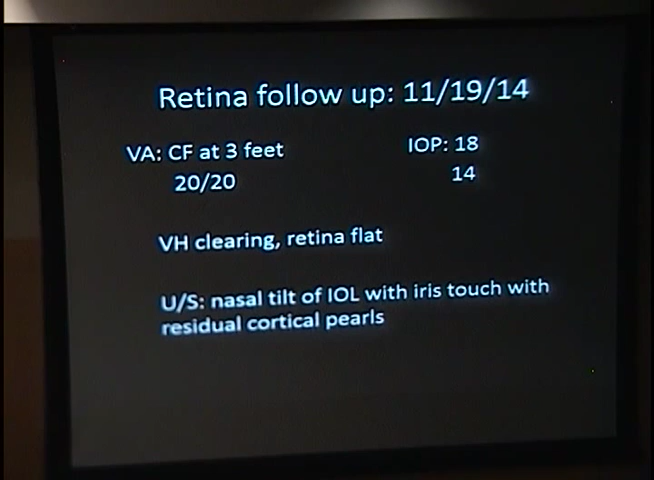 Retina follow up: 11/19/14
VA: CF at 3 feet
20/20
IOP: 18
14
VH clearing, retina flat
U/S: nasal tilt of IOL with iris touch with
residual cortical pearls